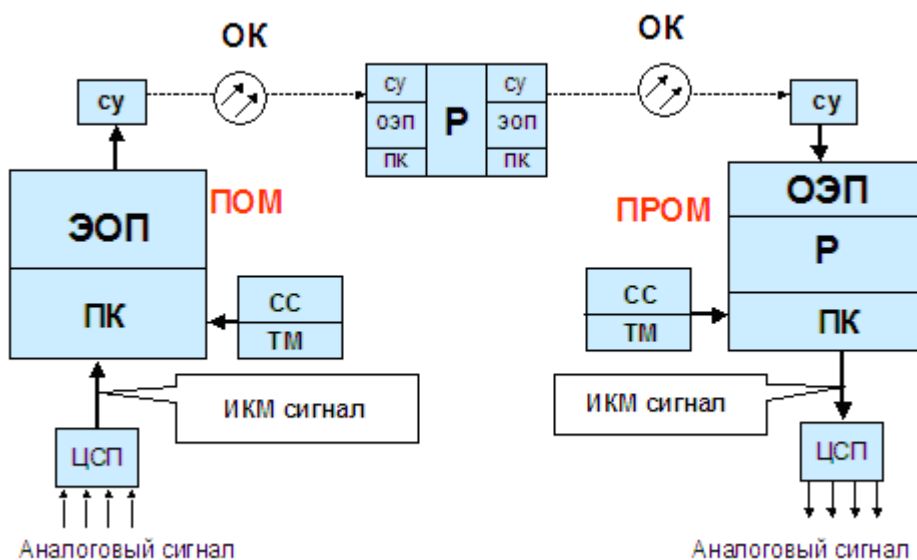 ОК
ОК
су
су
оэп
пк
Р
су
эоп
пк
су
ПОМ
ЭОП
ПК
СС
ТМ
ИКМ сигнал
ЦСП
Аналоговый сигнал
ПРОМ
ОЭП
Р
ПК
СС
ТМ
ИКМ сигнал
ЦСП
Аналоговый сигнал